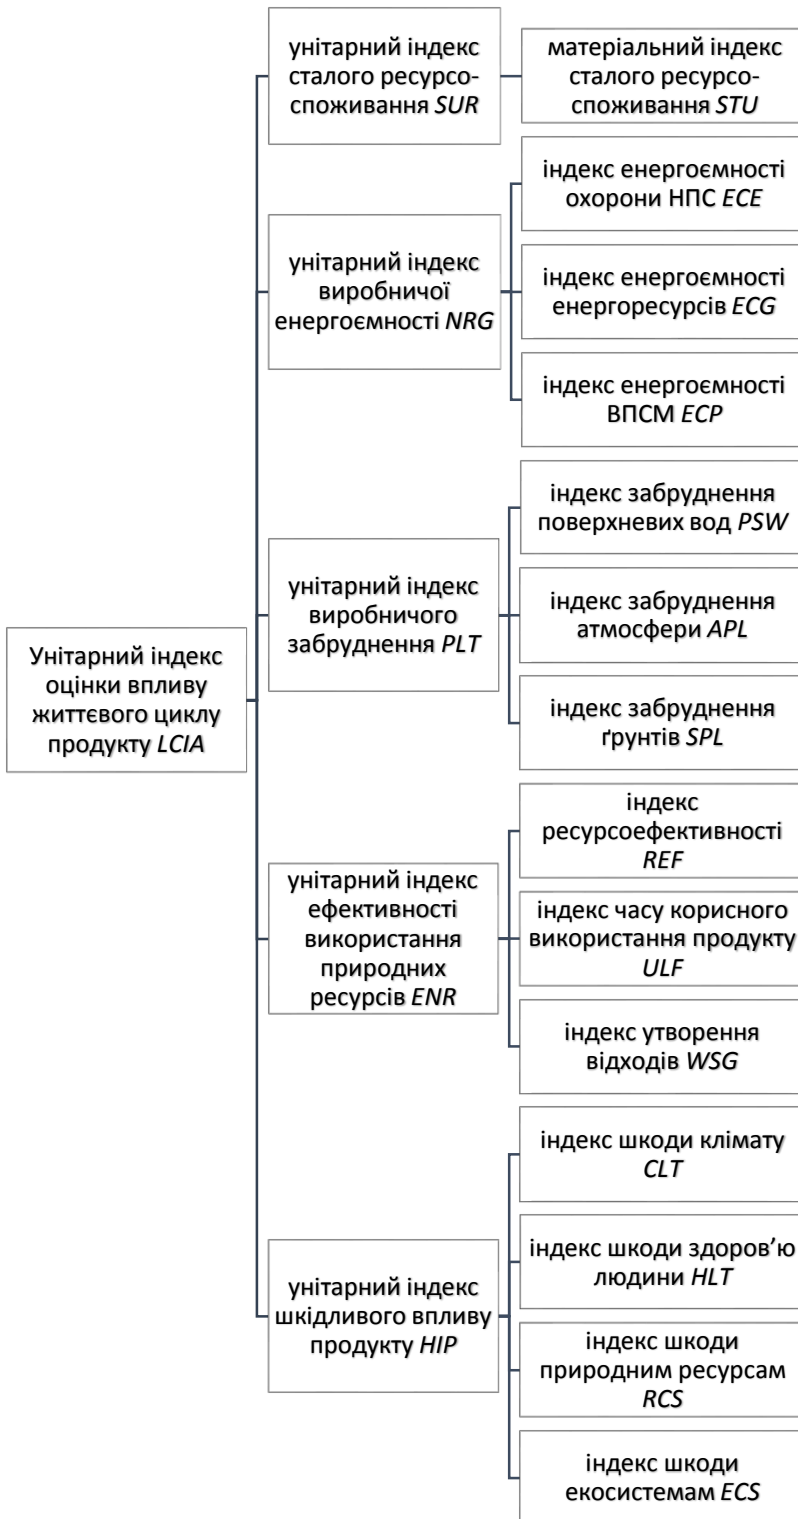 Унітарний індекс
оцінки впливу
життєвого циклу
продукту LCIA
унітарний індекс
сталого ресурсо-
споживання SUR
матеріальний індекс
сталого ресурсо-
споживання STU
унітарний індекс
виробничої
енергоємності NRG
індекс енергоємності
охорони НПС ECE
індекс енергоємності
енергоресурсів ECG
індекс енергоємності
ВПСМ ECP
унітарний індекс
виробничого
забруднення PLT
індекс забруднення
поверхневих вод PSW
індекс забруднення
атмосфери APL
індекс забруднення
ґрунтів SPL
унітарний індекс
ефективності
використання
природних
ресурсів ENR
індекс
ресурсоефективності
REF
індекс часу корисного
використання продукту
ULF
індекс утворення
відходів WSG
унітарний індекс
шкідливого впливу
продукту HIP
індекс шкоди клімату
CLT
індекс шкоди здоров’ю
людини HLT
індекс шкоди
природним ресурсам
RCS
індекс шкоди
екосистемам ECS